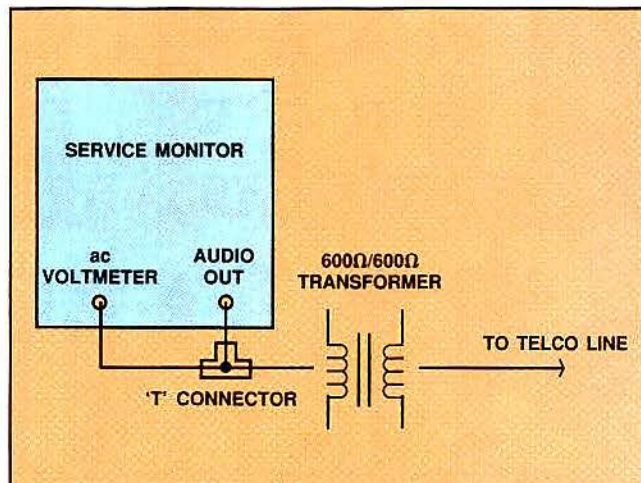 SERVICE MONITOR
ac
VOLTMETER
AUDIO
OUT
600Ω/600Ω
TRANSFORMER
TO TELCO LINE
'T' CONNECTOR